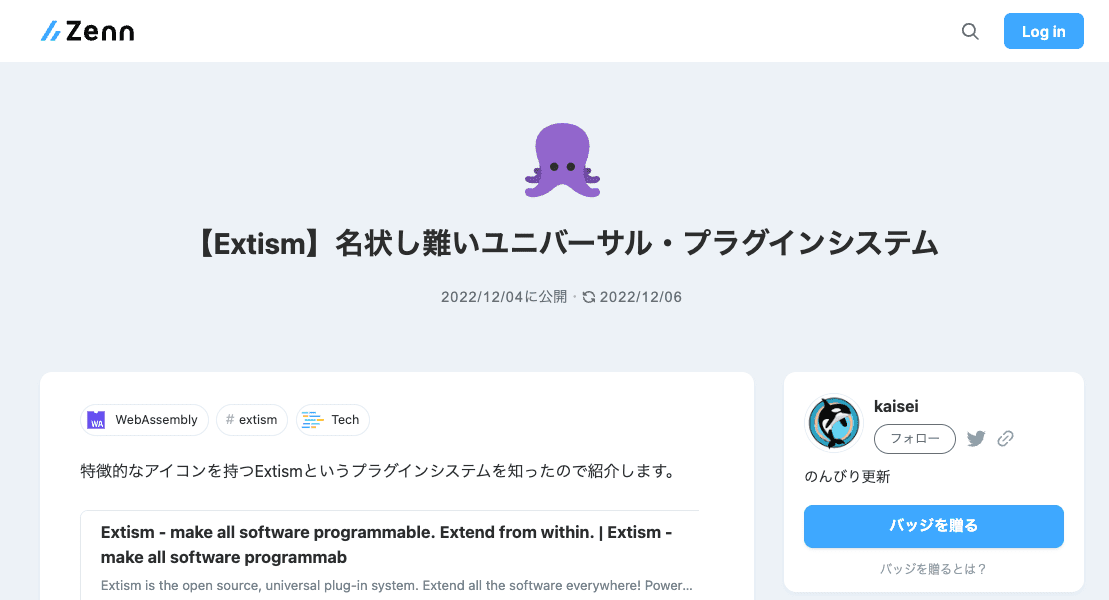 Zenn
Log in
【Extism】名状し難いユニバーサル・プラグインシステム
2022/12/04に公開・2022/12/06
WebAssembly
# extism
Tech
特徴的なアイコンを持つExtismというプラグインシステムを知ったので紹介します。
Extism - make all software programmable. Extend from within. | Extism -
make all software programmab
Extism is the open source, universal plug-in system. Extend all the software everywhere! Power...
kaisei
フォロー
のんびり更新
バッジを贈る
バッジを贈るとは？
WA